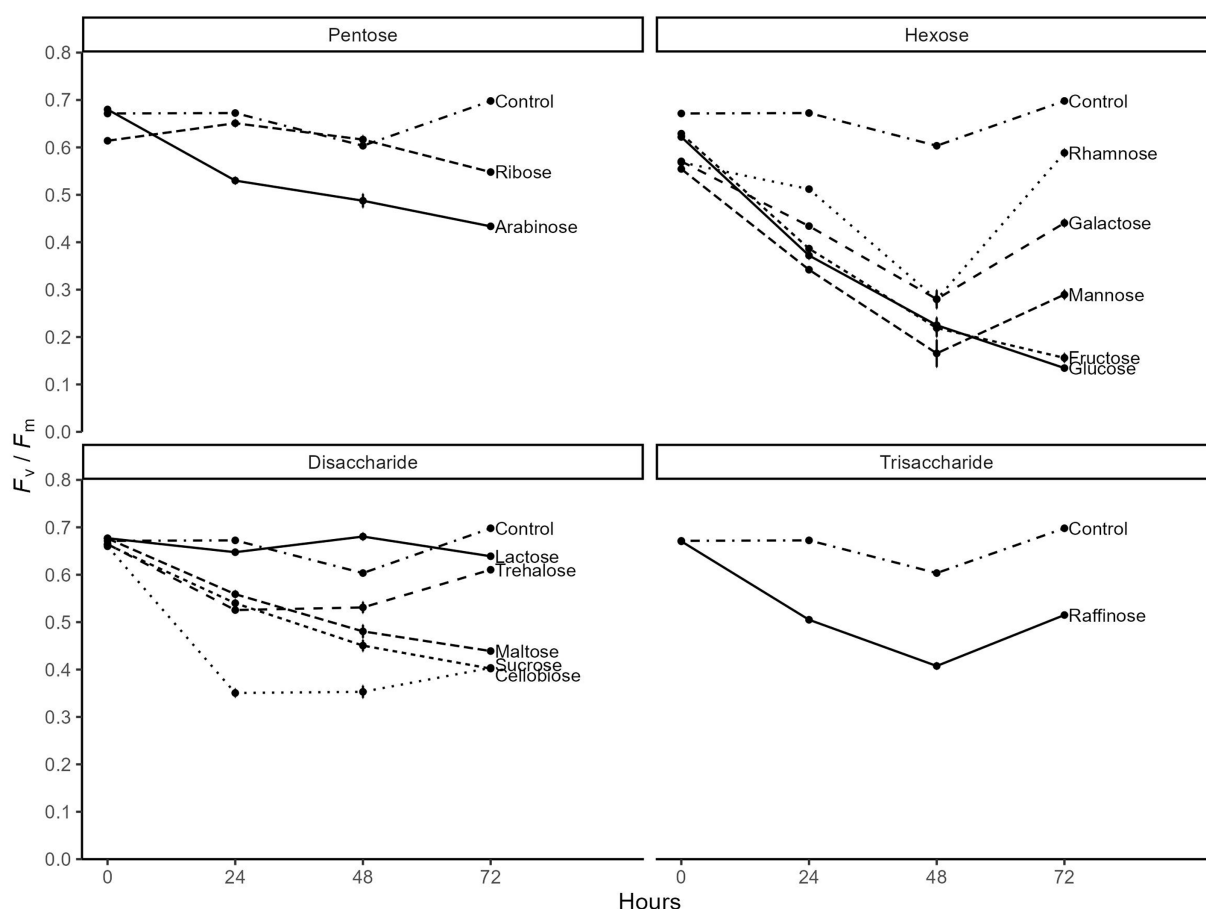 Pentose
Hexose
0.8
0.7
0.6
0.5
0.4
0.3
0.2
0.1
0.0
Control
Ribose
Arabinose
Control
Rhamnose
Galactose
Mannose
Fructose
Glucose
Fv / Fm
Disaccharide
Trisaccharide
0.8
0.7
0.6
0.5
0.4
0.3
0.2
0.1
0.0
Control
Lactose
Trehalose
Maltose
Sucrose
Cellobiose
Control
Raffinose
0 24 48 72
0 24 48 72
Hours